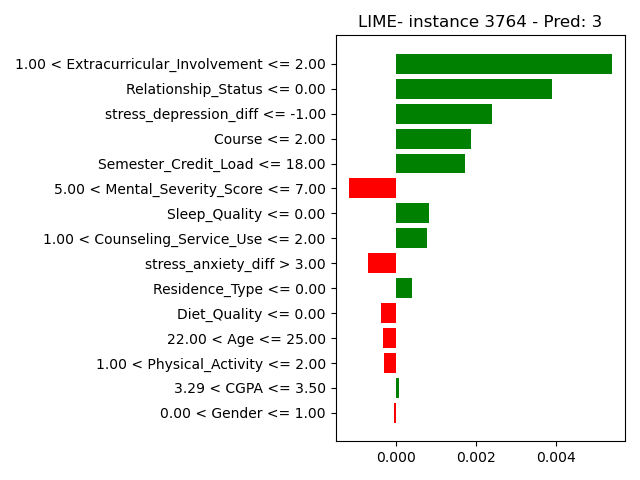 LIME- instance 3764 - Pred: 3
1.00 < Extracurricular_Involvement <= 2.00
Relationship_Status <= 0.00
stress_depression_diff <= -1.00
Course <= 2.00
Semester_Credit_Load <= 18.00
5.00 < Mental_Severity_Score <= 7.00
Sleep_Quality <= 0.00
1.00 < Counseling_Service_Use <= 2.00
stress_anxiety_diff > 3.00
Residence_Type <= 0.00
Diet_Quality <= 0.00
22.00 < Age <= 25.00
1.00 < Physical_Activity <= 2.00
3.29 < CGPA <= 3.50
0.00 < Gender <= 1.00
0.000 0.002 0.004